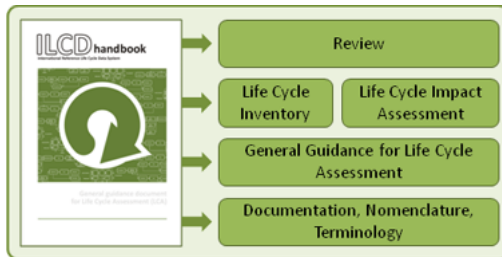 ILCD handbook
International Reference Life Cycle Data System
General guidance document
for Life Cycle Assessment (LCA)
Review
Life Cycle
Inventory
Life Cycle Impact
Assessment
General Guidance for Life Cycle
Assessment
Documentation, Nomenclature,
Terminology